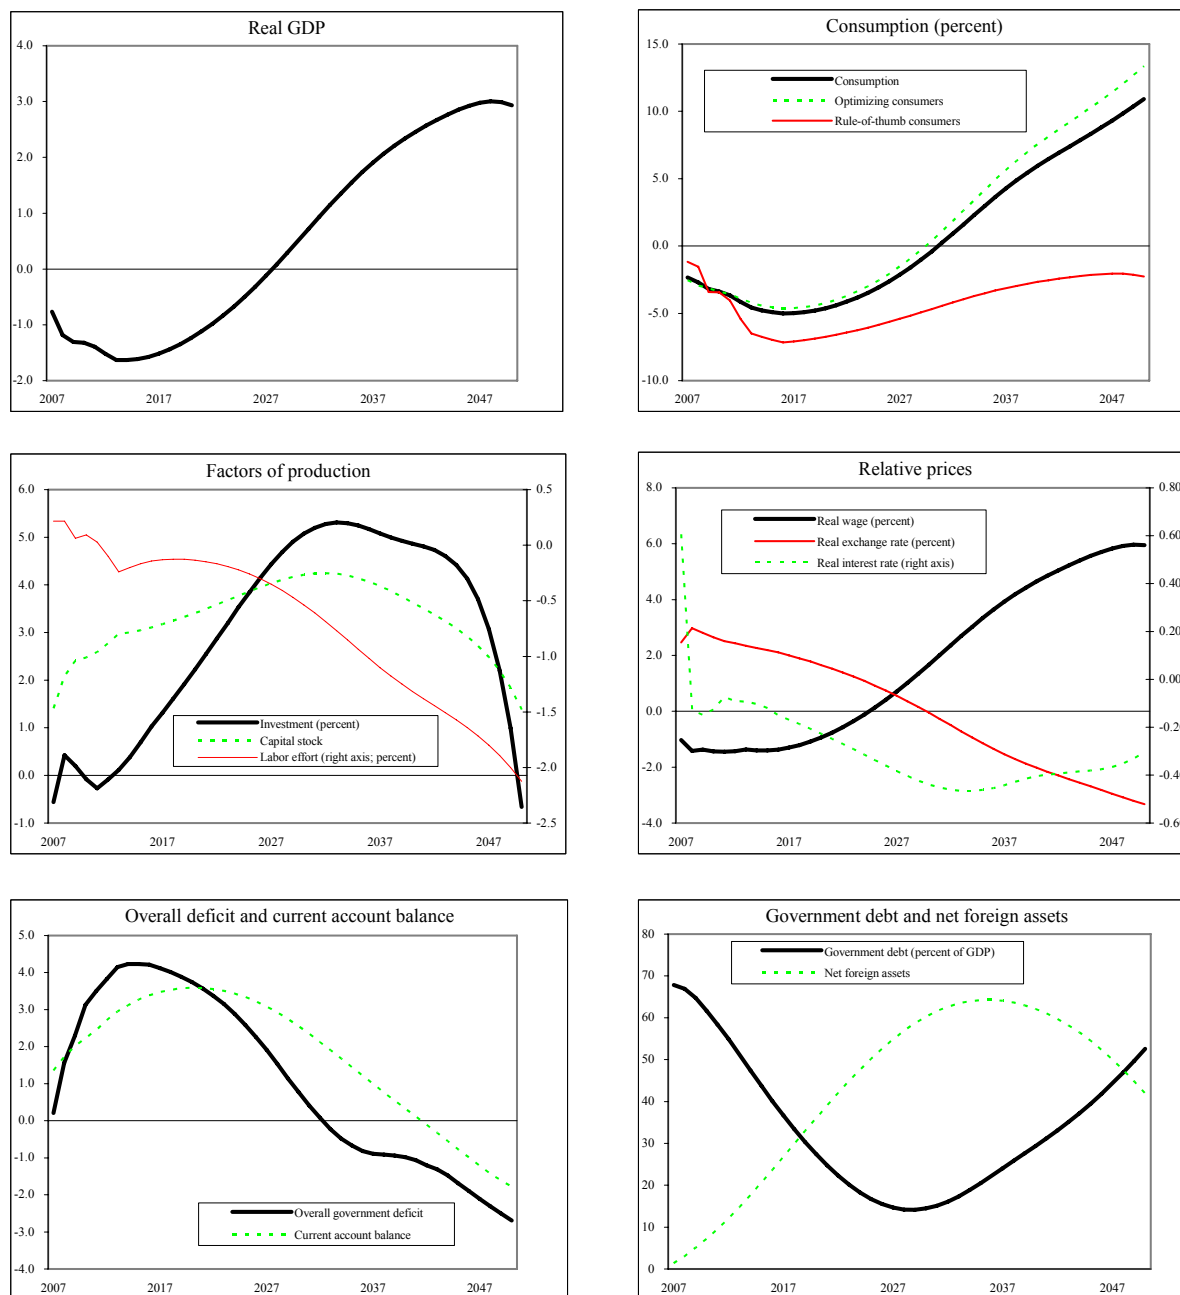 Real GDP
4.0
3.0
2.0
1.0
0.0
-1.0
-2.0
2007 2017 2027 2037 2047
Consumption (percent)
15.0
10.0
5.0
0.0
-5.0
-10.0
Consumption
Optimizing consumers
Rule-of-thumb consumers
2007 2017 2027 2037 2047
Factors of production
6.0
5.0
4.0
3.0
2.0
1.0
0.0
-1.0
0.5
0.0
-0.5
-1.0
-1.5
-2.0
-2.5
Investment (percent)
Capital stock
Labor effort (right axis; percent)
2007 2017 2027 2037 2047
Relative prices
8.0
6.0
4.0
2.0
0.0
-2.0
-4.0
0.80
0.60
0.40
0.20
0.00
-0.20
-0.40
-0.60
Real wage (percent)
Real exchange rate (percent)
Real interest rate (right axis)
2007 2017 2027 2037 2047
Overall deficit and current account balance
5.0
4.0
3.0
2.0
1.0
0.0
-1.0
-2.0
-3.0
-4.0
Overall government deficit
Current account balance
2007 2017 2027 2037 2047
Government debt and net foreign assets
80
70
60
50
40
30
20
10
0
Government debt (percent of GDP)
Net foreign assets
2007 2017 2027 2037 2047